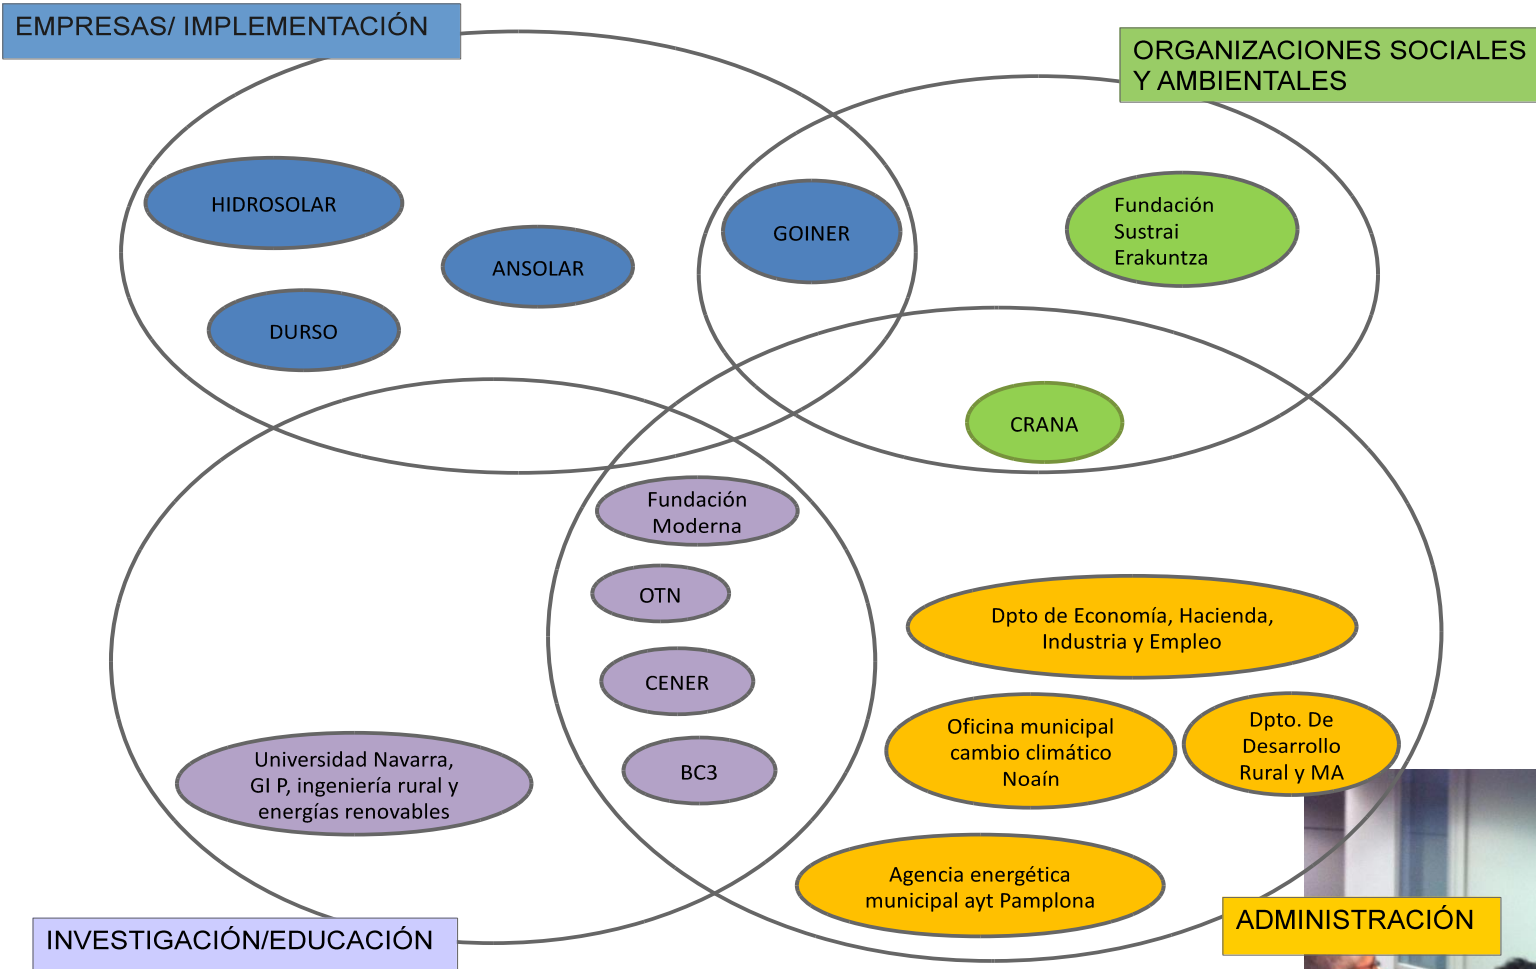 EMPRESAS/ IMPLEMENTACIÓN
ORGANIZACIONES SOCIALES
Y AMBIENTALES
HIDROSOLAR
ANSOLAR
DURSO
GOINER
Fundación
Sustrai
Erakuntza
CRANA
Fundación
Moderna
OTN
CENER
BC3
Universidad Navarra,
GI P, ingeniería rural y
energías renovables
Dpto de Economía, Hacienda,
Industria y Empleo
Oficina municipal
cambio climático
Noaín
Dpto. De
Desarrollo
Rural y MA
Agencia energética
municipal ayt Pamplona
INVESTIGACIÓN/EDUCACIÓN
ADMINISTRACIÓN